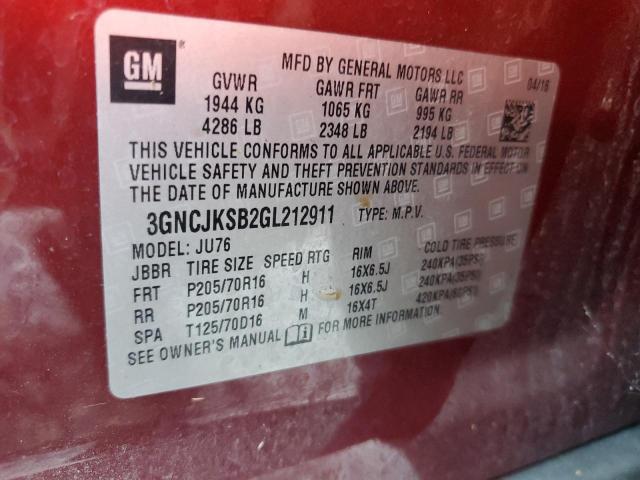 GM
MFD BY GENERAL MOTORS LLC
04/16
GVWR GAWR FRT GAWR RR
1944 KG 1065 KG 995 KG
4286 LB 2348 LB 2194 LB
THIS VEHICLE CONFORMS TO ALL APPLICABLE U.S. FEDERAL MOTOR
VEHICLE SAFETY AND THEFT PREVENTION STANDARDS IN EFFECT ON
THE DATE OF MANUFACTURE SHOWN ABOVE.
3GNCJKSB2GL212911 TYPE: M.P.V.
MODEL: JU76
JBBR TIRE SIZE SPEED RTG RIM COLD TIRE PRESSURE
FRT P205/70R16 H 16X6.5J 240KPA(35PSI)
RR P205/70R16 H 16X6.5J 240KPA(35PSI)
SPA T125/70D16 M 16X4T 420KPA(60PSI)
SEE OWNER'S MANUAL FOR MORE INFORMATION.